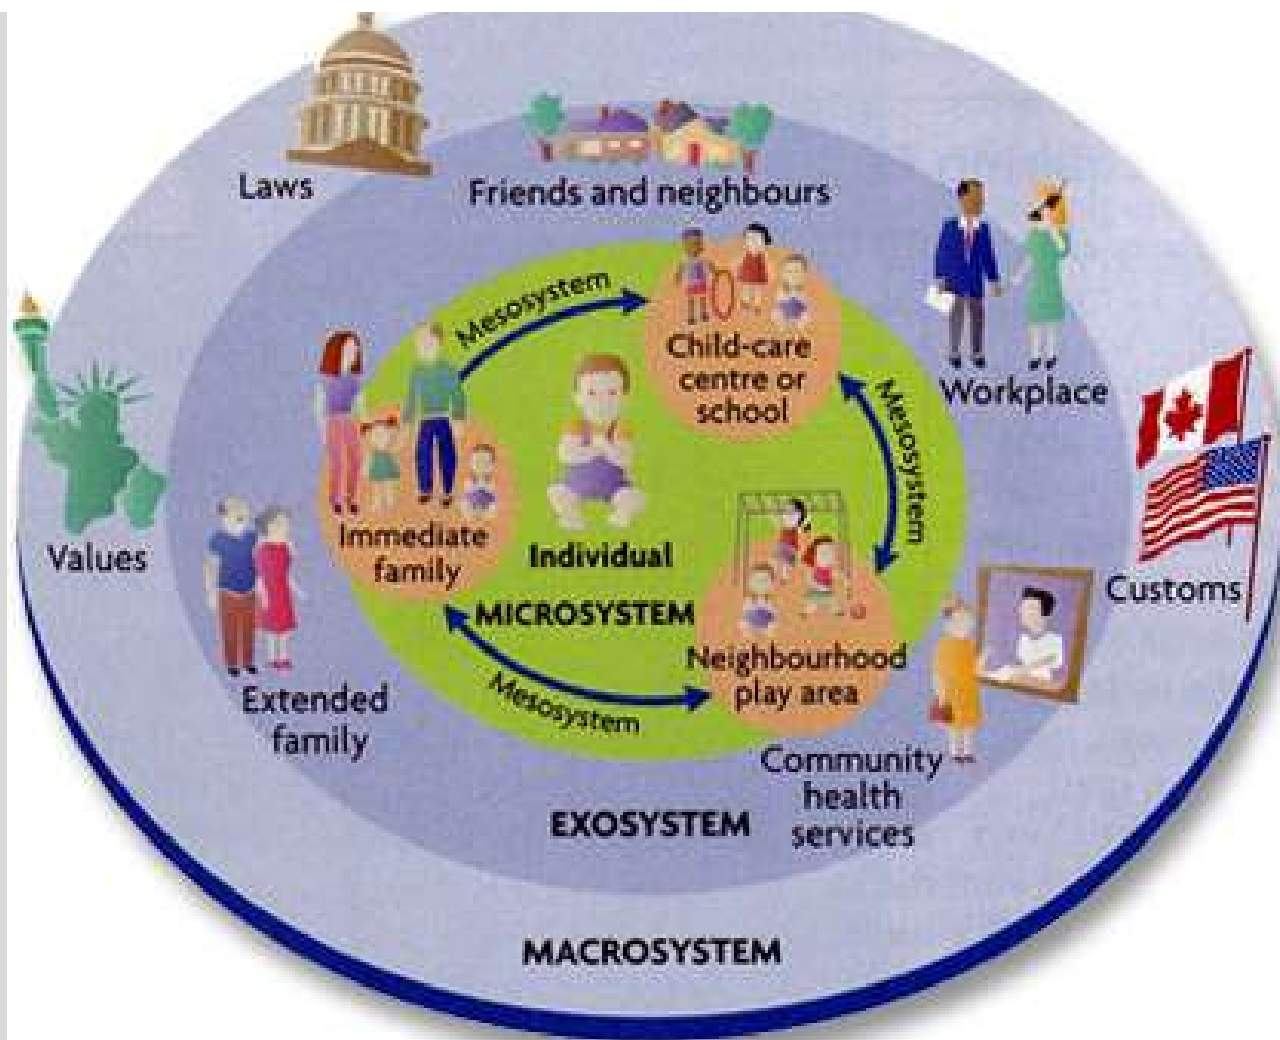 Laws
Friends and neighbours
Mesosystem
Child-care
centre or
school
Mesosystem
Workplace
Values
Immediate
family
Individual
MICROSYSTEM
Customs
Neighbourhood
play area
Mesosystem
Extended
family
Community
health
services
EXOSYSTEM
MACROSYSTEM